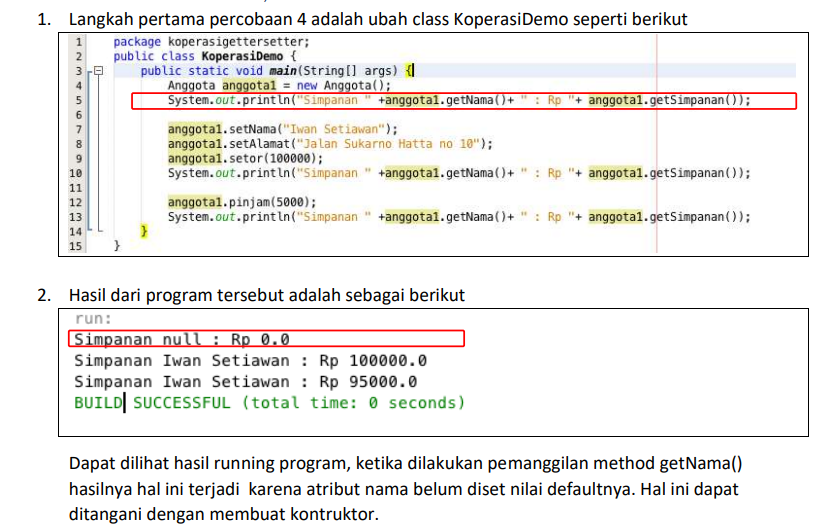 1. Langkah pertama percobaan 4 adalah ubah class KoperasiDemo seperti berikut
1 package koperasigettersetter;
2 public class KoperasiDemo {
3 public static void main(String[] args) {
4 Anggota anggota1 = new Anggota();
5 System.out.println("Simpanan " +anggota1.getNama()+ " : Rp "+ anggota1.getSimpanan());
6
7 anggota1.setNama("Iwan Setiawan");
8 anggota1.setAlamat("Jalan Sukarno Hatta no 10");
9 anggota1.setor(100000);
10 System.out.println("Simpanan " +anggota1.getNama()+ " : Rp "+ anggota1.getSimpanan());
11
12 anggota1.pinjam(5000);
13 System.out.println("Simpanan " +anggota1.getNama()+ " : Rp "+ anggota1.getSimpanan());
14 }
15 }
2. Hasil dari program tersebut adalah sebagai berikut
run:
Simpanan null : Rp 0.0
Simpanan Iwan Setiawan : Rp 100000.0
Simpanan Iwan Setiawan : Rp 95000.0
BUILD SUCCESSFUL (total time: 0 seconds)
Dapat dilihat hasil running program, ketika dilakukan pemanggilan method getNama()
hasilnya hal ini terjadi karena atribut nama belum diset nilai defaultnya. Hal ini dapat
ditangani dengan membuat kontruktor.